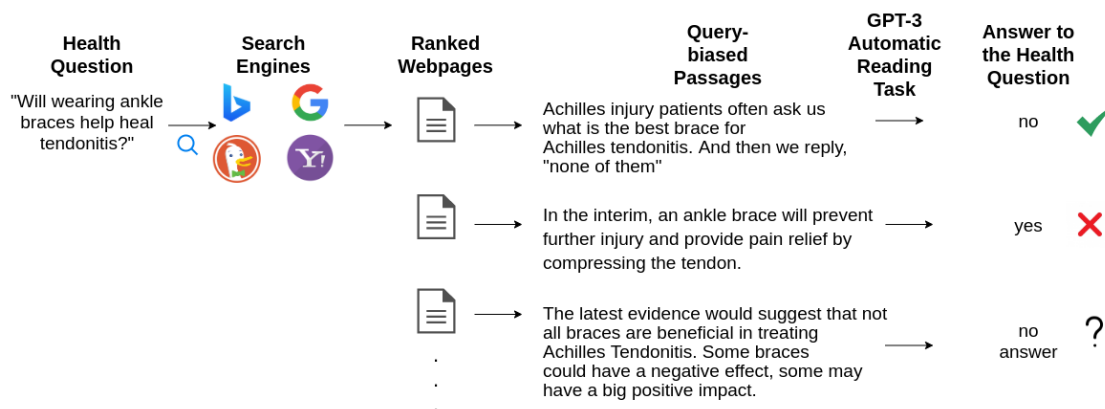 Health
Question
Search
Engines
Ranked
Webpages
Query-
biased
Passages
GPT-3
Automatic
Reading
Task
Answer to
the Health
Question
"Will wearing ankle
braces help heal
tendonitis?"
G
Y!
Achilles injury patients often ask us
what is the best brace for
Achilles tendonitis. And then we reply,
"none of them"
no
In the interim, an ankle brace will prevent
further injury and provide pain relief by
compressing the tendon.
yes
The latest evidence would suggest that not
all braces are beneficial in treating
Achilles Tendonitis. Some braces
could have a negative effect, some may
have a big positive impact.
no
answer
?